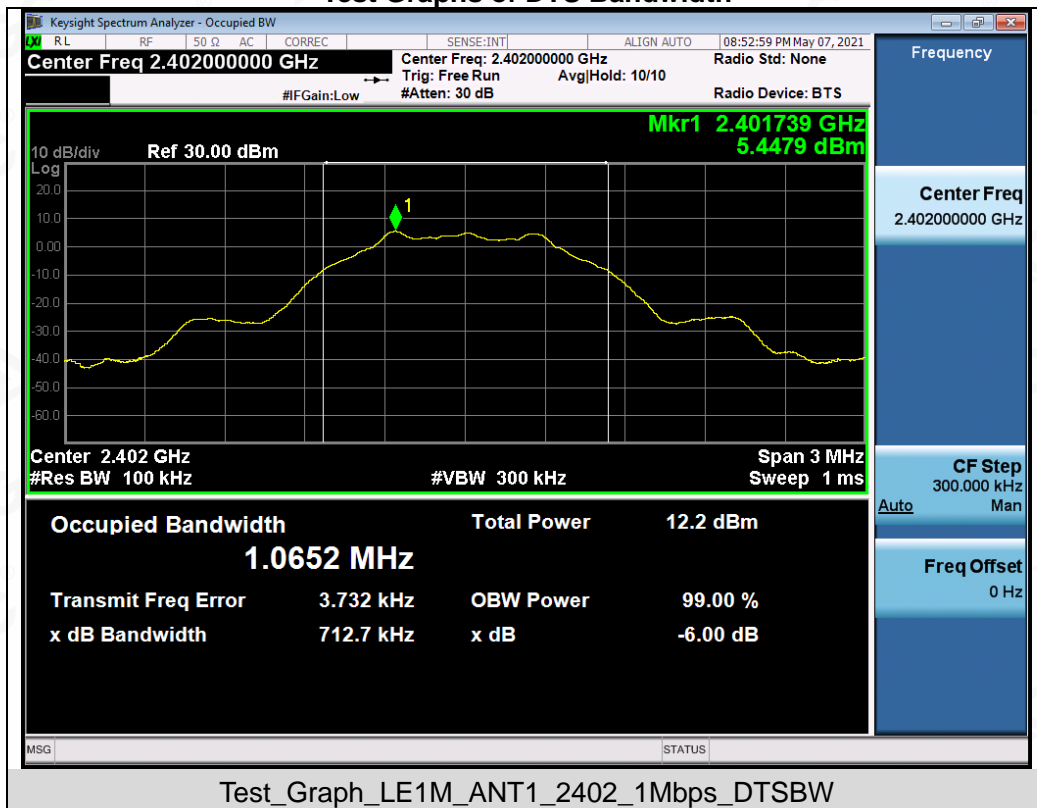 Test Graphs of DTS Bandwidth
Keysight Spectrum Analyzer - Occupied BW
LXI RL RF 50 Ω AC CORREC SENSE:INT ALIGN AUTO 08:52:59 PM May 07, 2021
Center Freq 2.402000000 GHz
Center Freq: 2.402000000 GHz
Radio Std: None
Trig: Free Run Avg|Hold: 10/10
#IFGain:Low #Atten: 30 dB Radio Device: BTS
Mkr1 2.401739 GHz
5.4479 dBm
10 dB/div Ref 30.00 dBm
Log
20.0
10.0
0.00
-10.0
-20.0
-30.0
-40.0
-50.0
-60.0
1
Center 2.402 GHz Span 3 MHz
#Res BW 100 kHz #VBW 300 kHz Sweep 1 ms
Occupied Bandwidth Total Power 12.2 dBm
1.0652 MHz
Transmit Freq Error 3.732 kHz OBW Power 99.00 %
x dB Bandwidth 712.7 kHz x dB -6.00 dB
MSG STATUS
Frequency
Center Freq
2.402000000 GHz
CF Step
300.000 kHz
Auto Man
Freq Offset
0 Hz
Test_Graph_LE1M_ANT1_2402_1Mbps_DTSBW